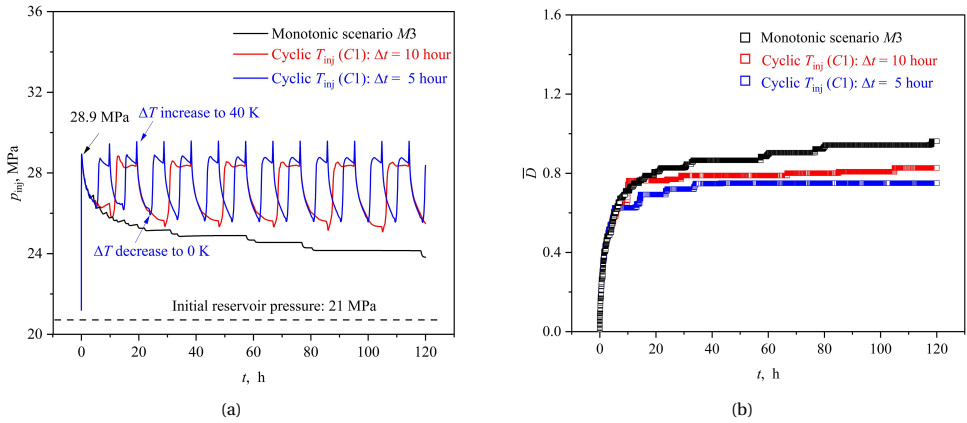 (a)
36
32
28
24
20
p_inj, MPa
Monotonic scenario M3
Cyclic T_inj (C1): Δt = 10 hour
Cyclic T_inj (C1): Δt = 5 hour
28.9 MPa
ΔT increase to 40 K
ΔT decrease to 0 K
Initial reservoir pressure: 21 MPa
0 20 40 60 80 100 120
t, h
(a)
b)
1.6
1.2
0.8
0.4
0.0
D̅
Monotonic scenario M3
Cyclic T_inj (C1): Δt = 10 hour
Cyclic T_inj (C1): Δt = 5 hour
0 20 40 60 80 100 120
t, h
(b)